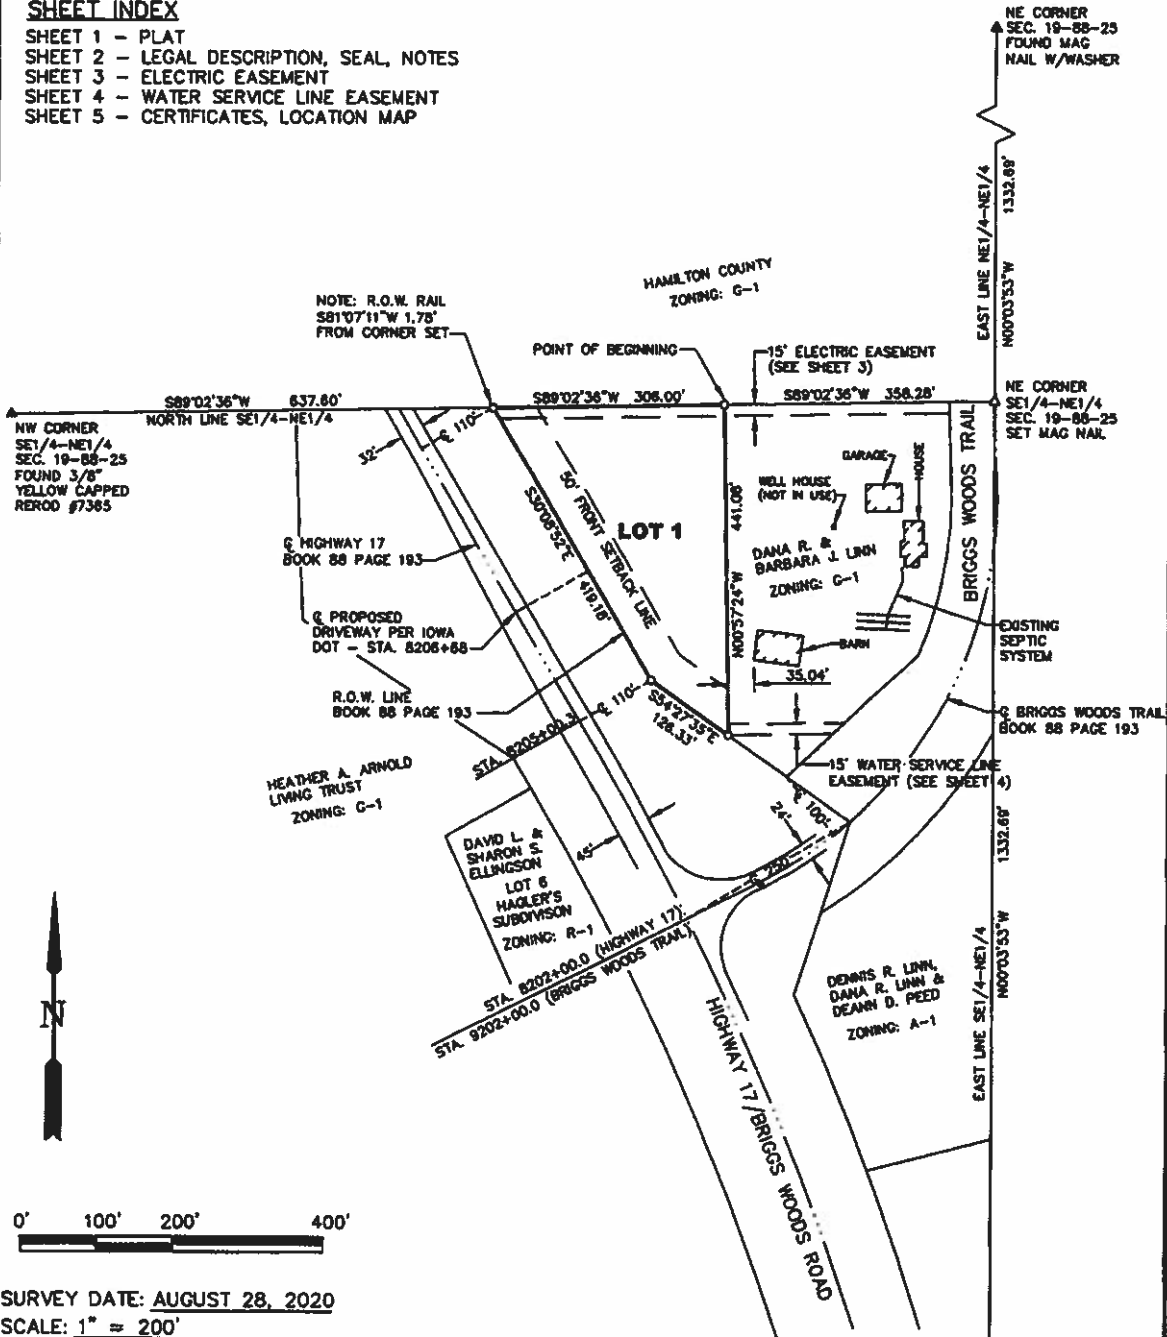 SHEET INDEX
SHEET 1 - PLAT
SHEET 2 - LEGAL DESCRIPTION, SEAL, NOTES
SHEET 3 - ELECTRIC EASEMENT
SHEET 4 - WATER SERVICE LINE EASEMENT
SHEET 5 - CERTIFICATES, LOCATION MAP
NE CORNER
SEC. 19-88-25
FOUND MAG
NAIL W/WASHER
EAST LINE NE1/4-NE1/4
N00°03'53"W 1332.69'
HAMILTON COUNTY
ZONING: G-1
NOTE: R.O.W. RAIL
S81°07'11"W 1.78'
FROM CORNER SET
POINT OF BEGINNING
15' ELECTRIC EASEMENT
(SEE SHEET 3)
S89°02'36"W 637.60'
NORTH LINE SE1/4-NE1/4
S89°02'36"W 306.00'
S89°02'36"W 358.28'
NE CORNER
SE1/4-NE1/4
SEC. 19-88-25
SET MAG NAIL
NW CORNER
SE1/4-NE1/4
SEC. 19-88-25
FOUND 3/8"
YELLOW CAPPED
REROD #7365
32'
℄ 110'
50' FRONT SETBACK LINE
S30°08'52"E
419.18'
LOT 1
N00°57'24"W 441.08'
WELL HOUSE
(NOT IN USE)
GARAGE
HOUSE
DANA R. &
BARBARA J. LINN
ZONING: G-1
BRIGGS WOODS TRAIL
℄ HIGHWAY 17
BOOK 88 PAGE 193
℄ PROPOSED
DRIVEWAY PER IOWA
DOT - STA. 8206+68
R.O.W. LINE
BOOK 88 PAGE 193
EXISTING
SEPTIC
SYSTEM
BARN
35.04'
℄ 110'
STA. 8205+00.3
S54°27'35"E
126.33'
℄ BRIGGS WOODS TRAIL
BOOK 88 PAGE 193
15' WATER SERVICE LINE
EASEMENT (SEE SHEET 4)
HEATHER A. ARNOLD
LIVING TRUST
ZONING: G-1
DAVID L. &
SHARON S.
ELLINGSON
LOT 6
HAGLER'S
SUBDIVISON
ZONING: R-1
45'
℄ 100'
24'
℄ 250'
STA. 8202+00.0 (HIGHWAY 17)
STA. 9202+00.0 (BRIGGS WOODS TRAIL)
DENNIS R. LINN,
DANA R. LINN &
DEANN D. PEED
ZONING: A-1
EAST LINE SE1/4-NE1/4
N00°03'53"W 1332.69'
HIGHWAY 17/BRIGGS WOODS ROAD
N
0' 100' 200' 400'
SURVEY DATE: AUGUST 28, 2020
SCALE: 1" = 200'